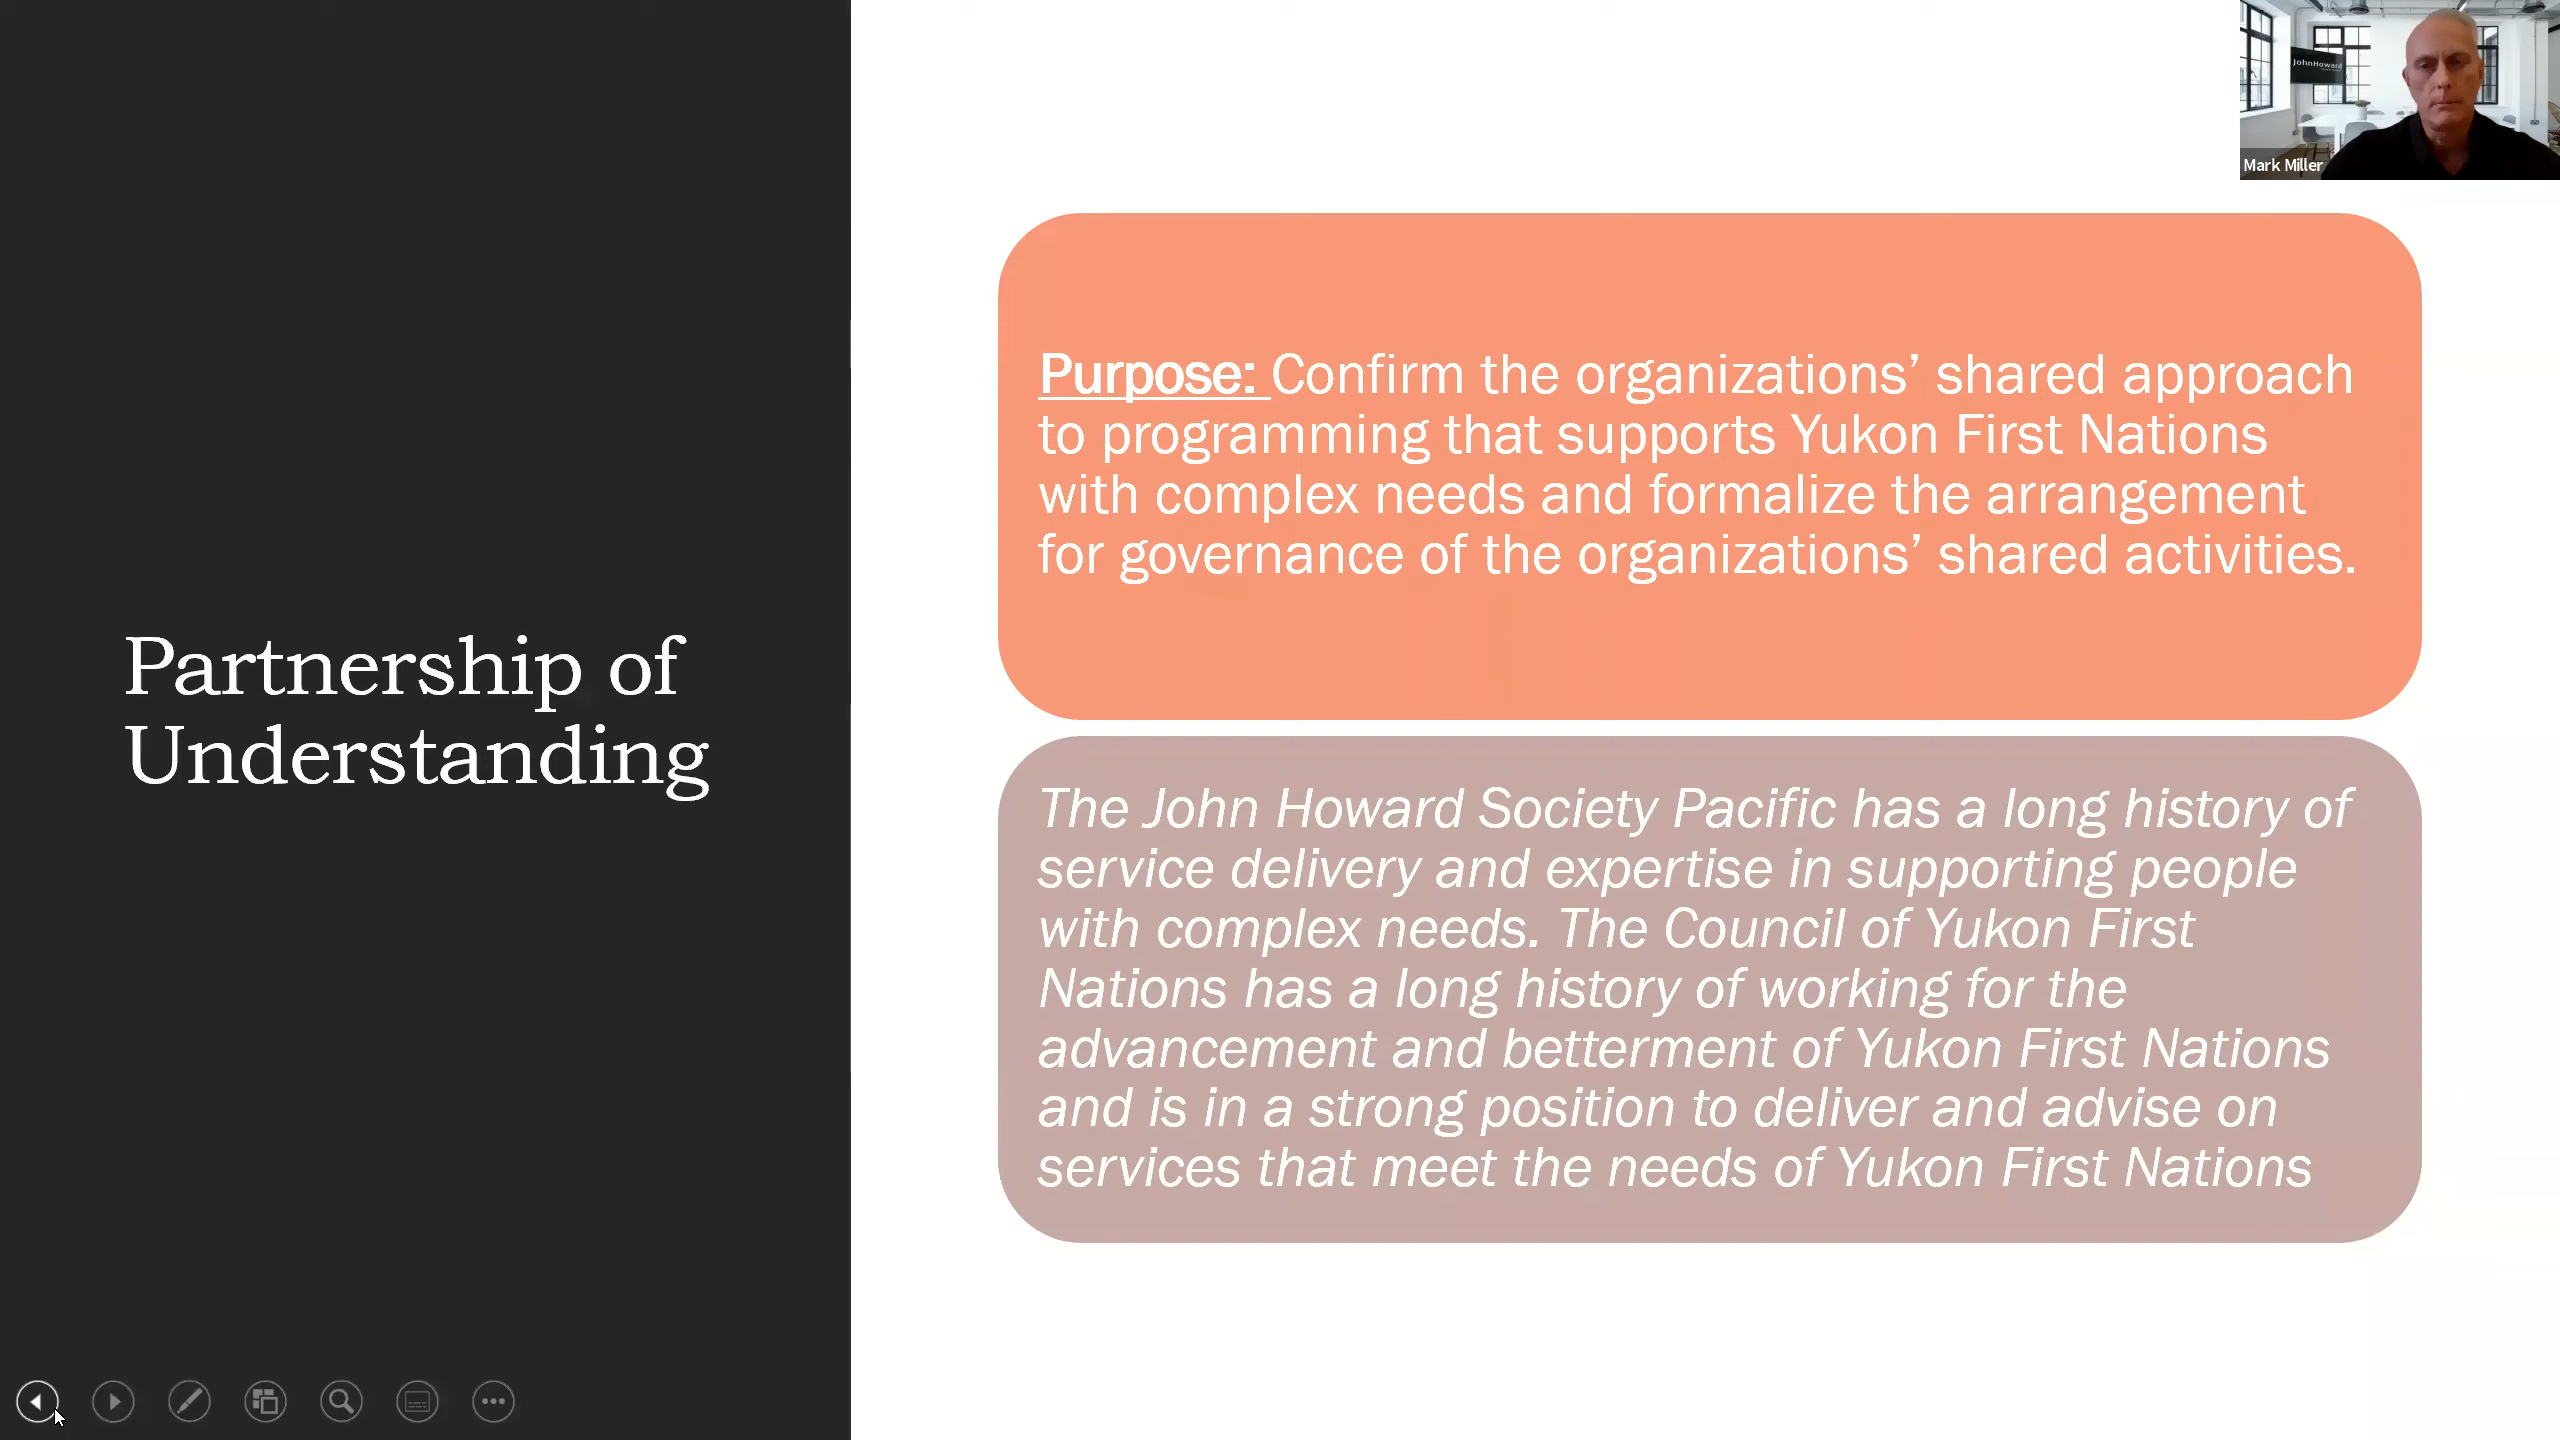 JohnHoward
Mark Miller
Partnership of
Understanding
Purpose: Confirm the organizations’ shared approach
to programming that supports Yukon First Nations
with complex needs and formalize the arrangement
for governance of the organizations’ shared activities.
The John Howard Society Pacific has a long history of
service delivery and expertise in supporting people
with complex needs. The Council of Yukon First
Nations has a long history of working for the
advancement and betterment of Yukon First Nations
and is in a strong position to deliver and advise on
services that meet the needs of Yukon First Nations